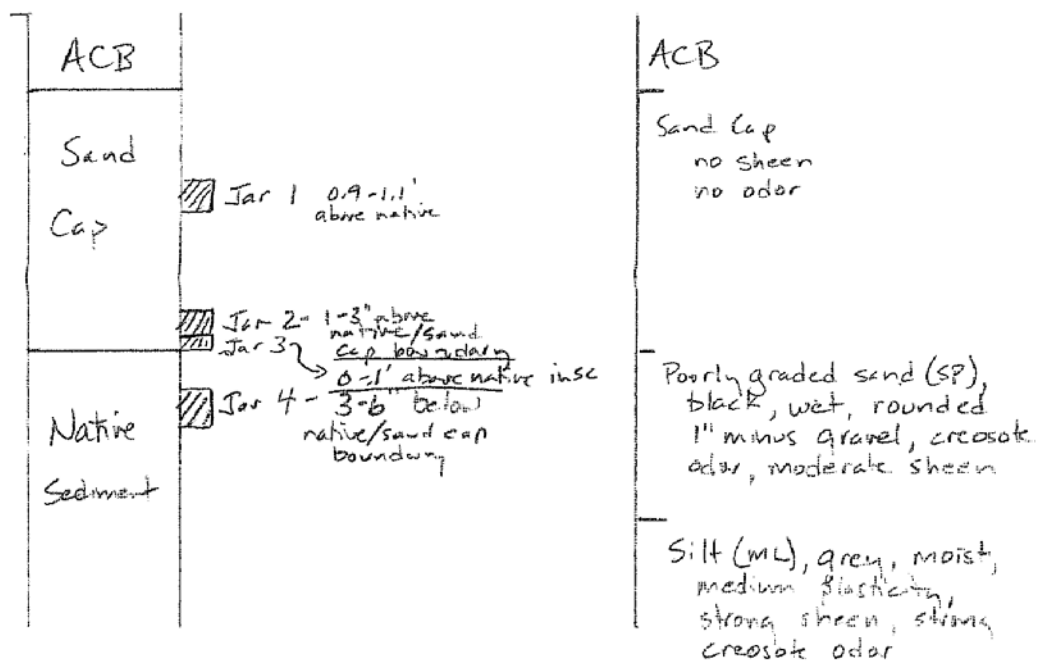 ACB
Sand
Cap
Jar 1 0.9-1.1'
above native
Jar 2- 1-3" above
native/sand
cap boundary
Jar 3
0-1' above native in sc
Jar 4 - 3-6" below
native/sand cap
boundary
Native
Sediment
ACB
Sand Cap
no sheen
no odor
Poorly graded sand (SP),
black, wet, rounded
1" minus gravel, creosote
odor, moderate sheen
Silt (ML), grey, moist,
medium plasticity,
strong sheen, strong
creosote odor